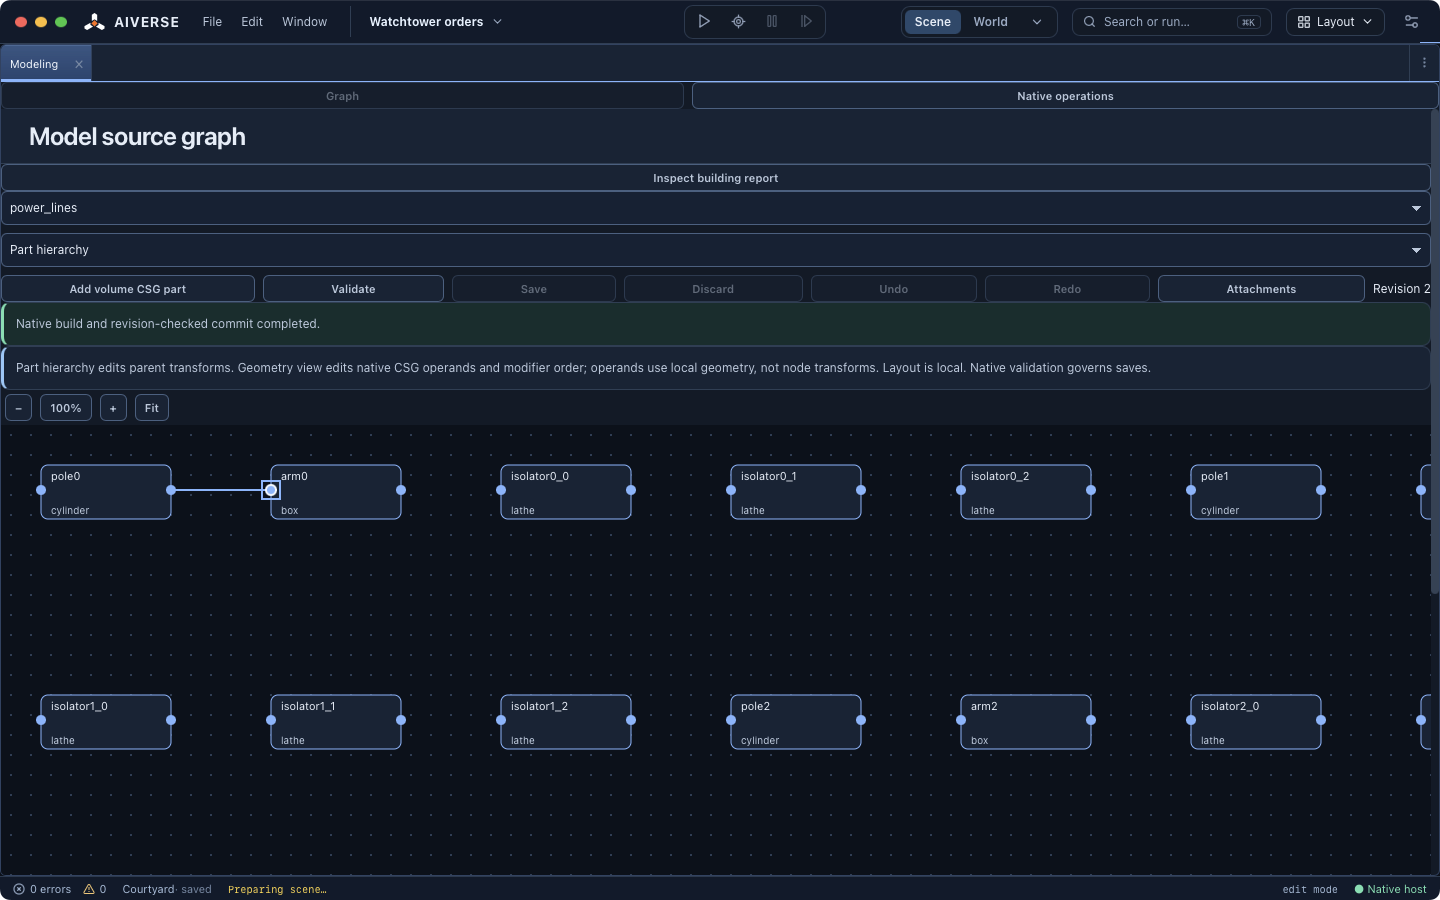 AIVERSE File Edit Window Watchtower orders Scene World Search or run... ⌘K Layout
Modeling
Graph Native operations
Model source graph
Inspect building report
power_lines
Part hierarchy
Add volume CSG part Validate Save Discard Undo Redo Attachments Revision 2
Native build and revision-checked commit completed.
Part hierarchy edits parent transforms. Geometry view edits native CSG operands and modifier order; operands use local geometry, not node transforms. Layout is local. Native validation governs saves.
− 100% + Fit
pole0 arm0 isolator0_0 isolator0_1 isolator0_2 pole1
cylinder box lathe lathe lathe cylinder
isolator1_0 isolator1_1 isolator1_2 pole2 arm2 isolator2_0
lathe lathe lathe cylinder box lathe
0 errors 0 Courtyard · saved Preparing scene… edit mode Native host